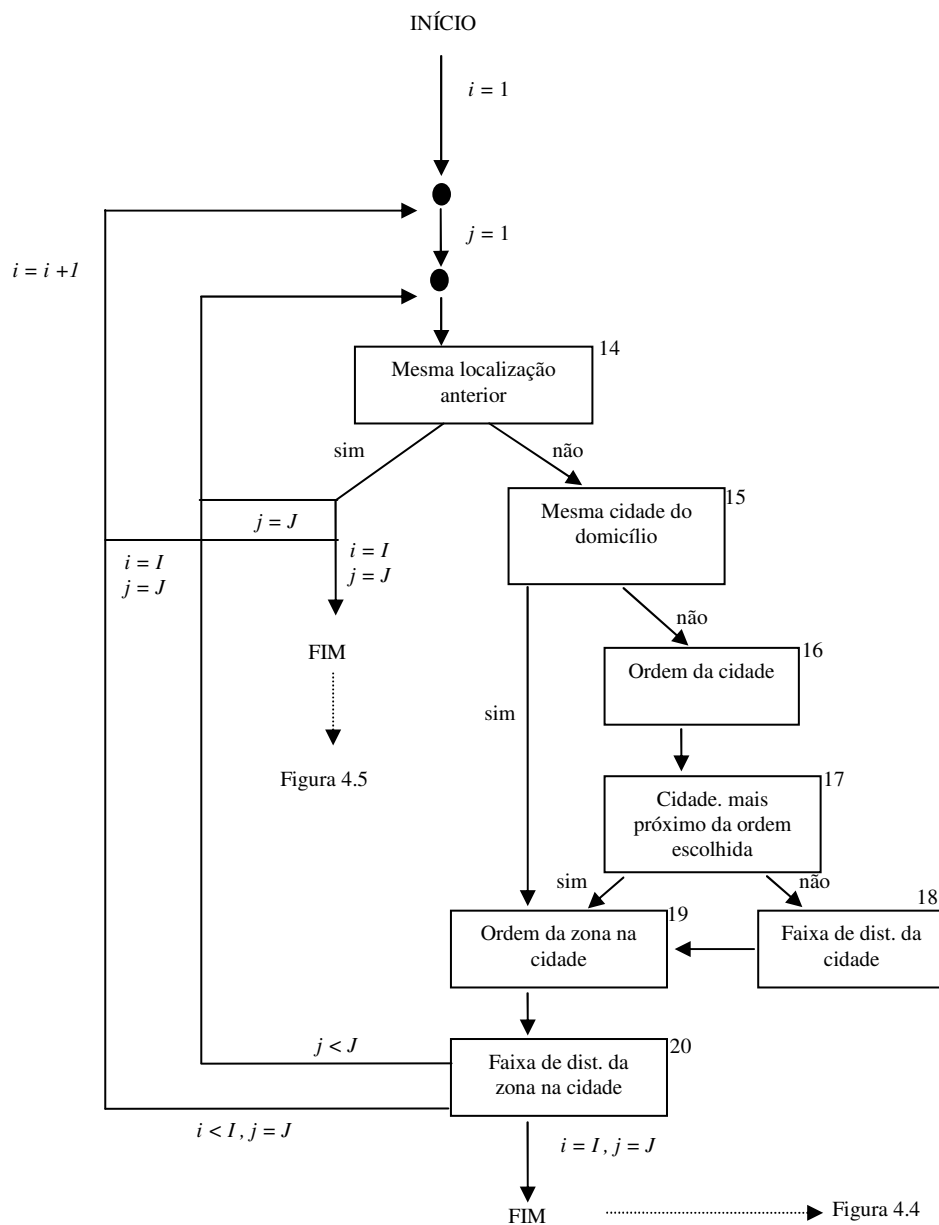 INÍCIO
i = 1
j = 1
i = i +1
14
Mesma localização
anterior
sim
não
15
Mesma cidade do
domicílio
j = J
i = I
j = J
i = I
j = J
não
16
FIM
Ordem da cidade
sim
Figura 4.5
17
Cidade. mais
próximo da ordem
escolhida
sim
não
18
19
Ordem da zona na
cidade
Faixa de dist. da
cidade
j < J
20
Faixa de dist. da
zona na cidade
i < I , j = J
i = I, j = J
FIM
Figura 4.4